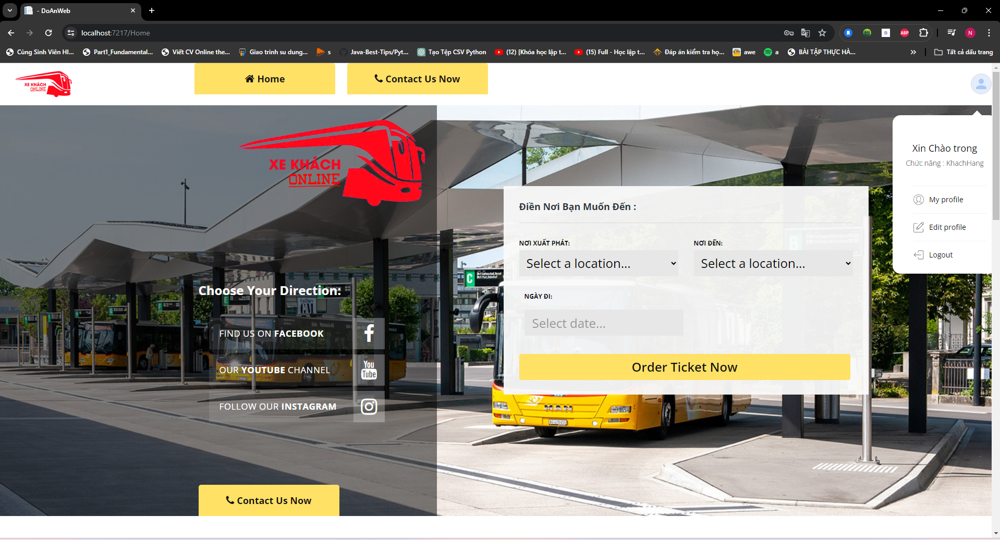 - DoAnWeb
localhost:7217/Home
Cùng Sinh Viên HI...
Part1_Fundamental...
Viết CV Online the...
Giao trinh su dung...
s
Java-Best-Tips/Pyt...
Tạo Tệp CSV Python
(12) [Khóa học lập t...
(15) Full - Học lập t...
Đáp án kiểm tra họ...
awe
a
BÀI TẬP THỰC HÀ...
Tất cả dấu trang
XE KHÁCH
ONLINE
Home
Contact Us Now
XE KHÁCH
ONLINE
Xin Chào trong
Chức năng : KhachHang
My profile
Edit profile
Logout
Điền Nơi Bạn Muốn Đến :
NƠI XUẤT PHÁT:
NƠI ĐẾN:
Select a location...
Select a location...
NGÀY ĐI:
Select date...
Order Ticket Now
Choose Your Direction:
FIND US ON FACEBOOK
OUR YOUTUBE CHANNEL
You
Tube
FOLLOW OUR INSTAGRAM
Contact Us Now
C
E
B
MAN
N
ABP
B